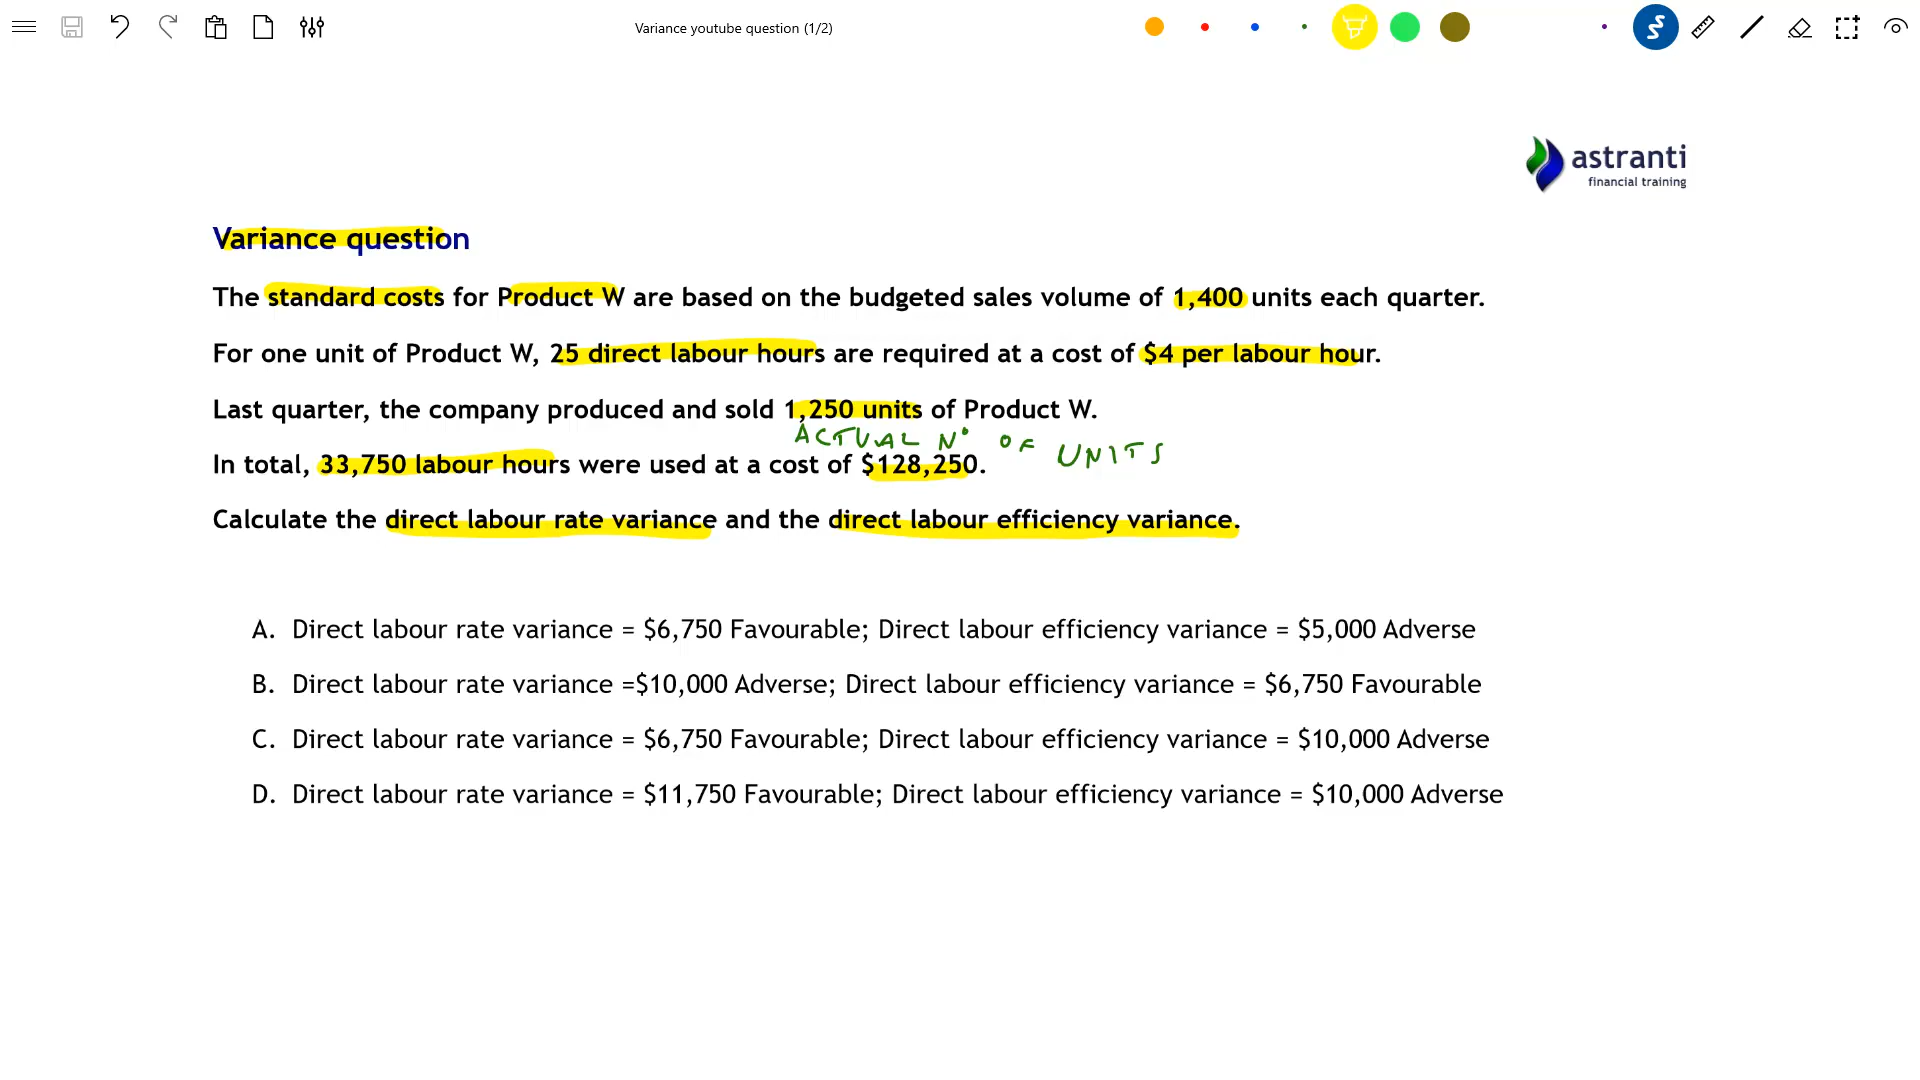 Variance youtube question (1/2)
astranti
financial training
Variance question
The standard costs for Product W are based on the budgeted sales volume of 1,400 units each quarter.
For one unit of Product W, 25 direct labour hours are required at a cost of $4 per labour hour.
Last quarter, the company produced and sold 1,250 units of Product W.
ACTUAL Nº OF UNITS
In total, 33,750 labour hours were used at a cost of $128,250.
Calculate the direct labour rate variance and the direct labour efficiency variance.
A. Direct labour rate variance = $6,750 Favourable; Direct labour efficiency variance = $5,000 Adverse
B. Direct labour rate variance =$10,000 Adverse; Direct labour efficiency variance = $6,750 Favourable
C. Direct labour rate variance = $6,750 Favourable; Direct labour efficiency variance = $10,000 Adverse
D. Direct labour rate variance = $11,750 Favourable; Direct labour efficiency variance = $10,000 Adverse